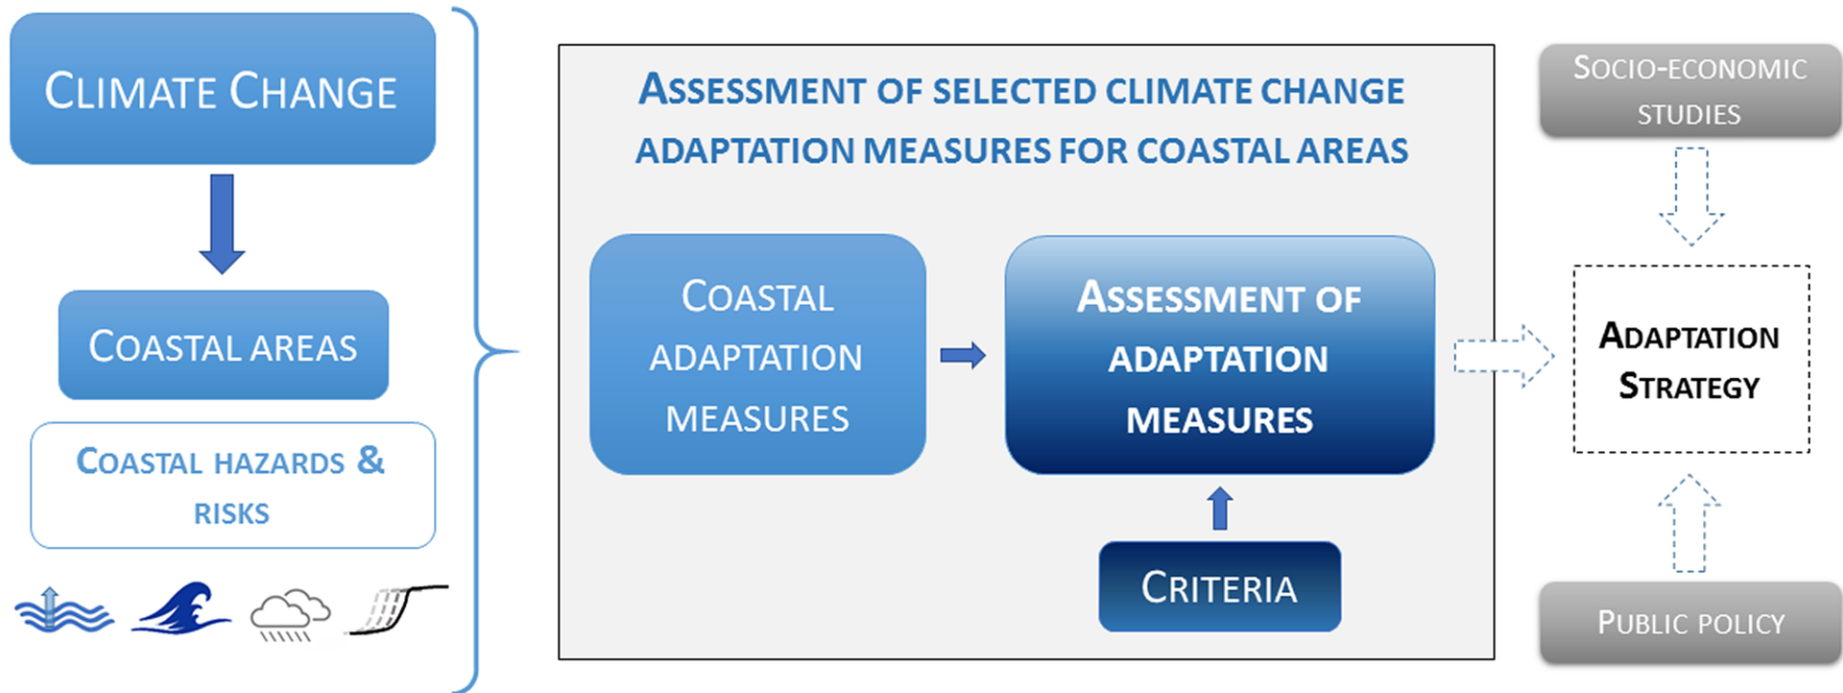 CLIMATE CHANGE
COASTAL AREAS
COASTAL HAZARDS &
RISKS
ASSESSMENT OF SELECTED CLIMATE CHANGE
ADAPTATION MEASURES FOR COASTAL AREAS
COASTAL
ADAPTATION
MEASURES
ASSESSMENT OF
ADAPTATION
MEASURES
CRITERIA
SOCIO-ECONOMIC
STUDIES
ADAPTATION
STRATEGY
PUBLIC POLICY